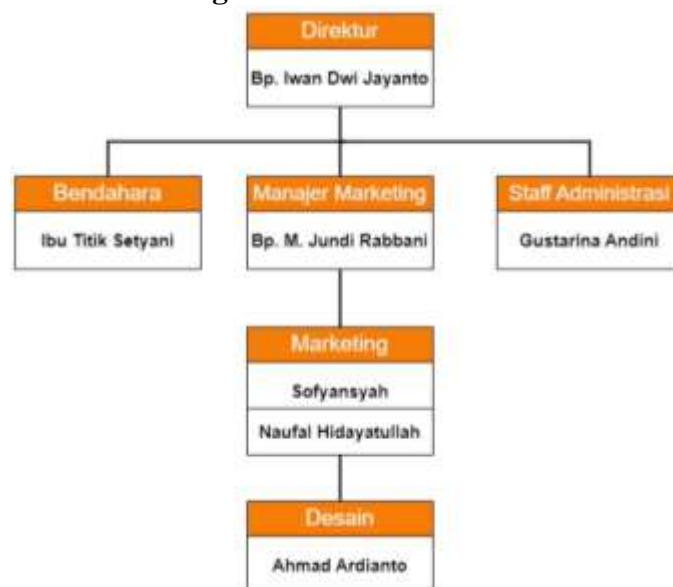 Direktur
Bp. Iwan Dwi Jayanto
Bendahara
Ibu Titik Setyani
Manajer Marketing
Bp. M. Jundi Rabbani
Staff Administrasi
Gustarina Andini
Marketing
Sofyansyah
Naufal Hidayatullah
Desain
Ahmad Ardianto